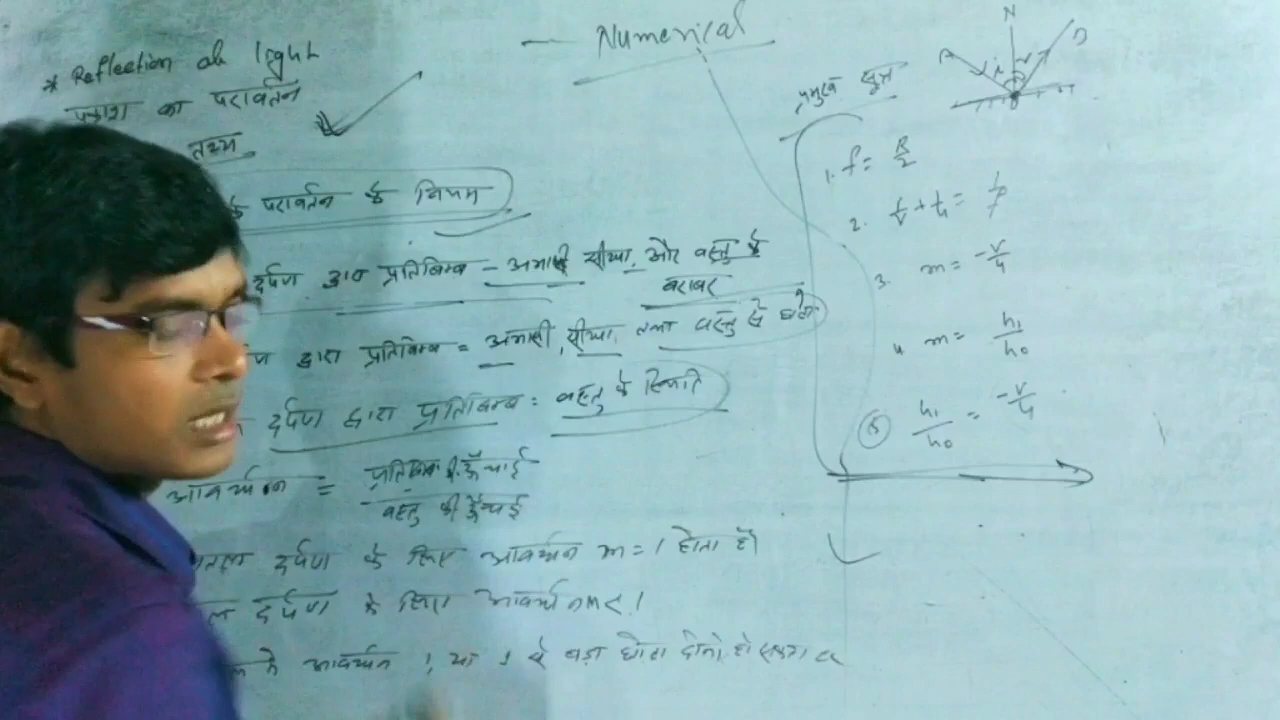 * Reflection of light
प्रकाश का परावर्तन
तथ्य
के परावर्तन के नियम
दर्पण द्वारा प्रतिबिम्ब - आभासी सीधा, और वस्तु के
बराबर
द्वारा प्रतिबिम्ब = आभासी, सीधा, तथा वस्तु से छोटा
दर्पण द्वारा प्रतिबिम्ब : वस्तु के स्थिति
आवर्धन = प्रतिबिम्ब की ऊँचाई
वस्तु की ऊँचाई
दर्पण के लिए आवर्धन m = 1 होता है
दर्पण के लिए आवर्धन m < 1
आवर्धन 1 या 1 से बड़ा छोटा दोनों हो सकता है
Numerical
प्रमुख सूत्र
1. f = R/2
2. 1/v + 1/u = 1/f
3. m = -v/u
4. m = h₁/h₀
⑤ h₁/h₀ = -v/u
A i N r B